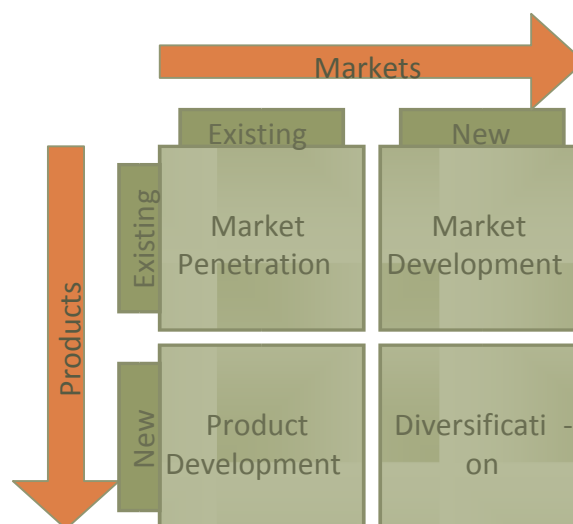 Markets
Existing
New
Products
Existing
Market
Penetration
Market
Development
New
Product
Development
Diversificati -
on